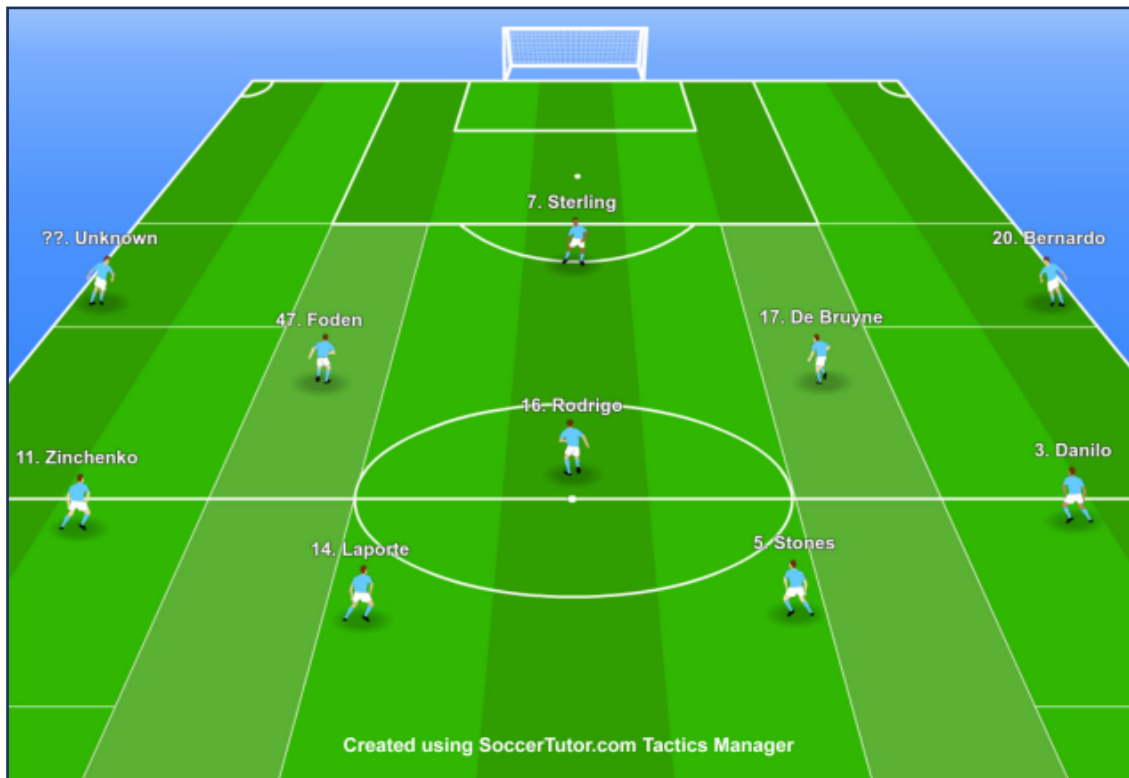 7. Sterling
??. Unknown
20. Bernardo
47. Foden
17. De Bruyne
16. Rodrigo
11. Zinchenko
3. Danilo
14. Laporte
5. Stones
Created using SoccerTutor.com Tactics Manager